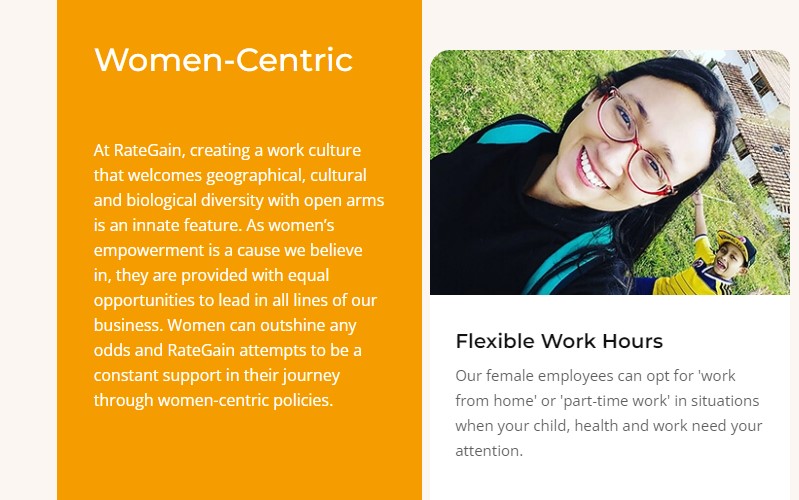 Women-Centric
At RateGain, creating a work culture
that welcomes geographical, cultural
and biological diversity with open arms
is an innate feature. As women’s
empowerment is a cause we believe
in, they are provided with equal
opportunities to lead in all lines of our
business. Women can outshine any
odds and RateGain attempts to be a
constant support in their journey
through women-centric policies.
Flexible Work Hours
Our female employees can opt for 'work
from home' or 'part-time work' in situations
when your child, health and work need your
attention.